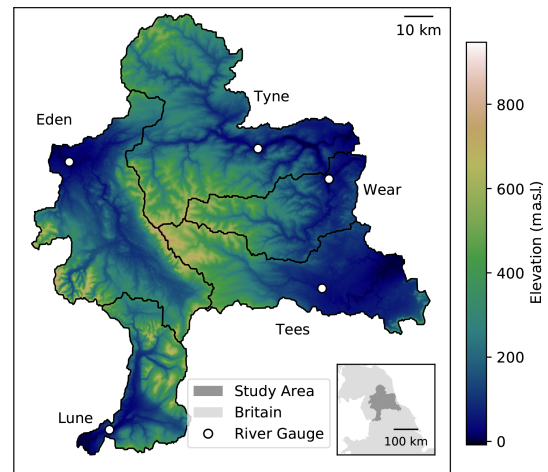 10 km
Tyne
Eden
Wear
Tees
Lune
Study Area
Britain
River Gauge
100 km
800
600
400
200
0
Elevation (m a.s.l.)